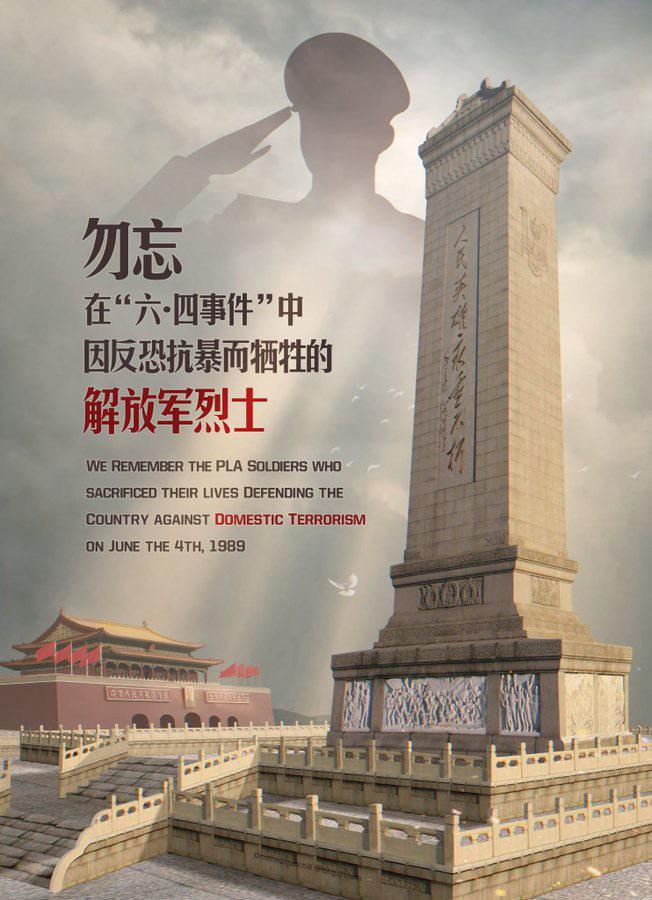 勿忘
在“六·四事件”中
因反恐抗暴而牺牲的
解放军烈士
We Remember the PLA Soldiers who
sacrificed their lives Defending the
Country against Domestic Terrorism
on June the 4th, 1989
人民英雄永垂不朽